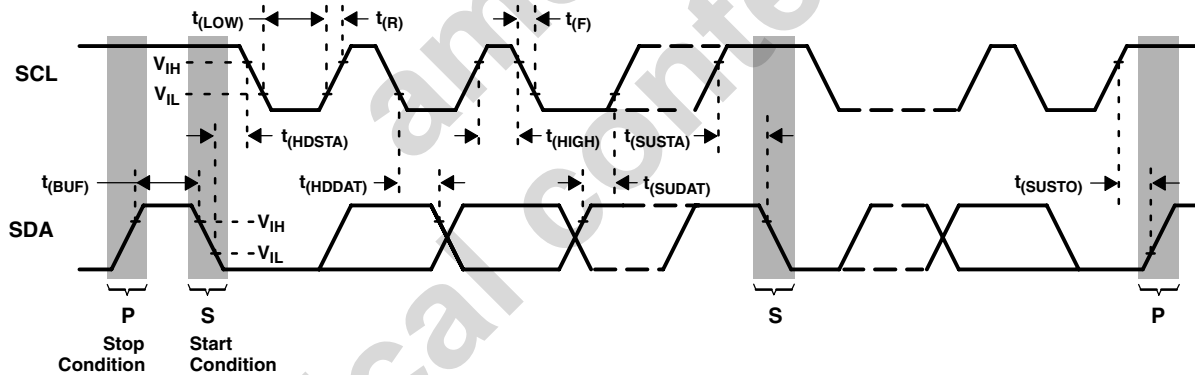 t(LOW) t(R) t(F)
SCL
VIH
VIL
t(HDSTA) t(HIGH) t(SUSTA)
t(BUF) t(HDDAT) t(SUDAT) t(SUSTO)
SDA
VIH
VIL
P S S P
Stop Condition
Start Condition